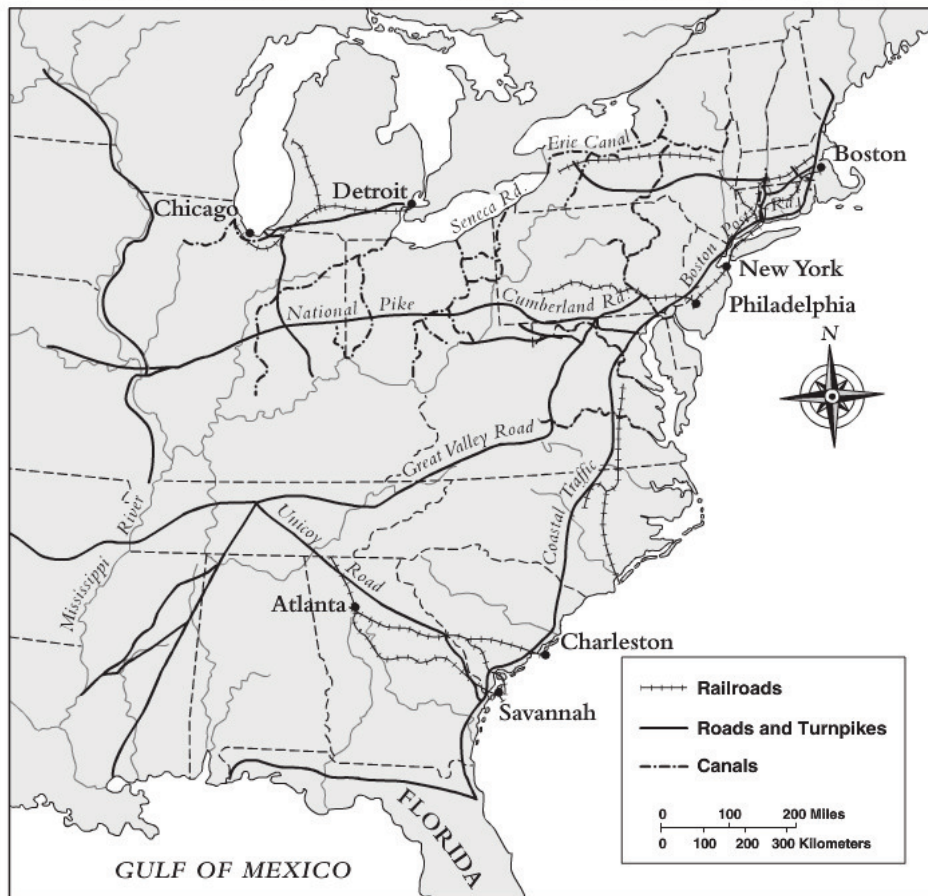 Erie Canal
Boston
Detroit
Seneca Rd.
Chicago
Boston Post Rd.
New York
National Pike
Cumberland Rd.
Philadelphia
N
Great Valley Road
Coastal Traffic
Mississippi River
Unicoy Road
Atlanta
Charleston
Savannah
Railroads
Roads and Turnpikes
Canals
0 100 200 Miles
0 100 200 300 Kilometers
FLORIDA
GULF OF MEXICO